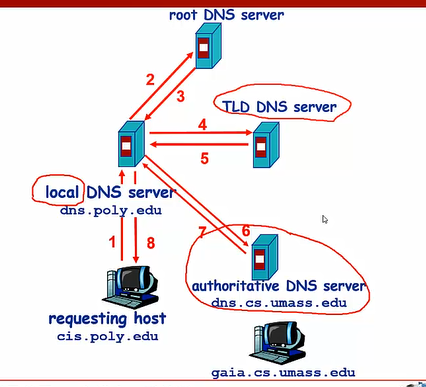 root DNS server
2
3
TLD DNS server
4
5
local DNS server
dns.poly.edu
1
8
7
6
authoritative DNS server
dns.cs.umass.edu
requesting host
cis.poly.edu
gaia.cs.umass.edu